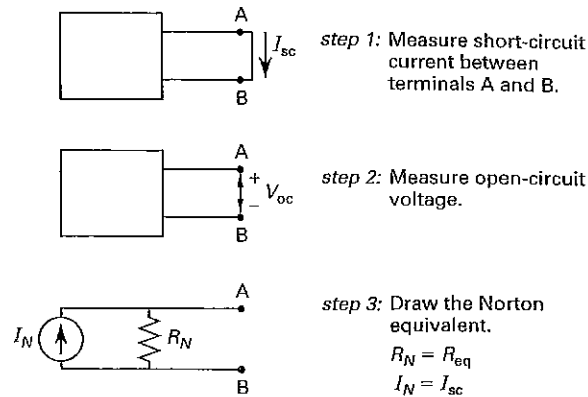 A
I_sc
B
step 1: Measure short-circuit
current between
terminals A and B.
A
+
V_oc
–
B
step 2: Measure open-circuit
voltage.
A
I_N
R_N
B
step 3: Draw the Norton
equivalent.
R_N = R_eq
I_N = I_sc